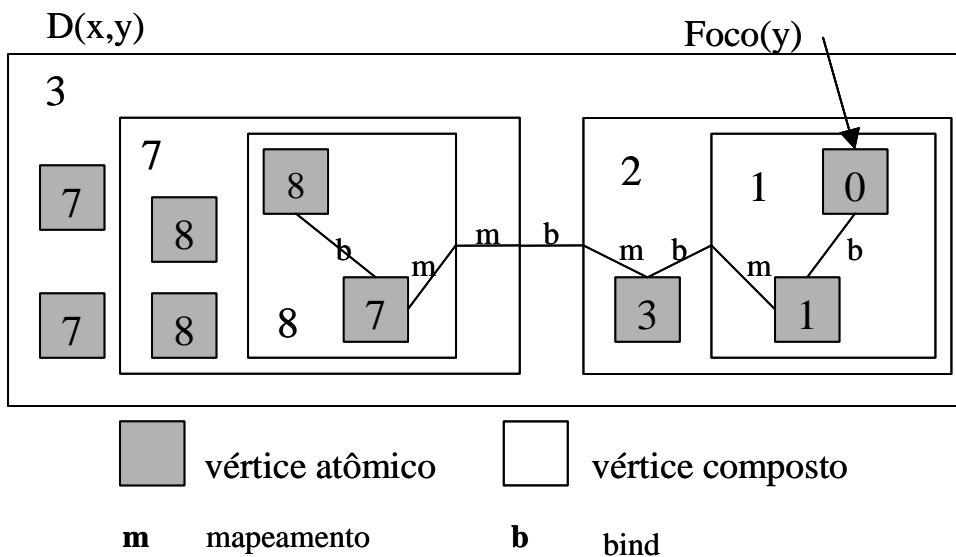 D(x,y)
Foco(y)
3
7
8
2
1
0
7
8
b
m
m
b
m
b
m
b
7
8
8
7
3
1
vértice atômico
vértice composto
m mapeamento
b bind